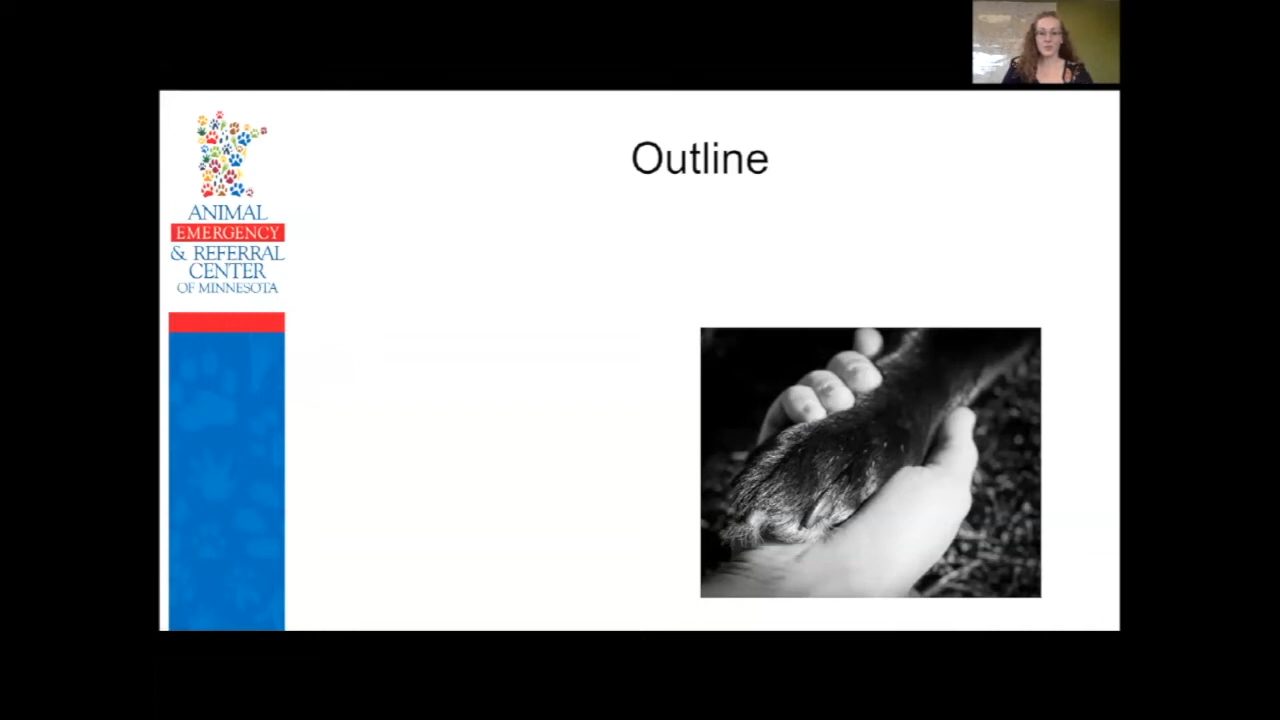 Outline
ANIMAL
EMERGENCY
& REFERRAL
CENTER
OF MINNESOTA